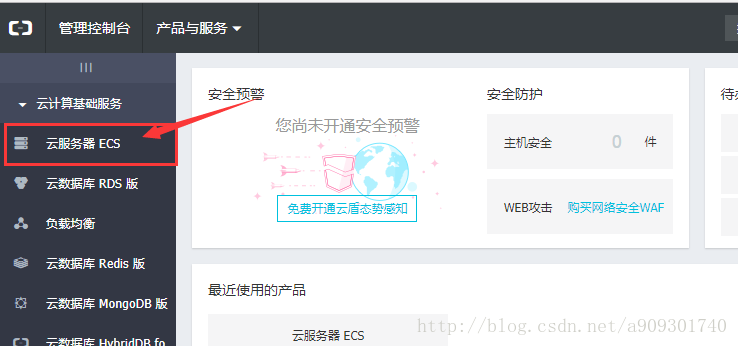 管理控制台 产品与服务
云计算基础服务
云服务器 ECS
云数据库 RDS 版
负载均衡
云数据库 Redis 版
云数据库 MongoDB 版
云数据库 HybridDB fo
安全预警
您尚未开通安全预警
免费开通云盾态势感知
安全防护
主机安全 0 件
WEB攻击 购买网络安全WAF
最近使用的产品
云服务器 ECS
http://blog.csdn.net/a909301740